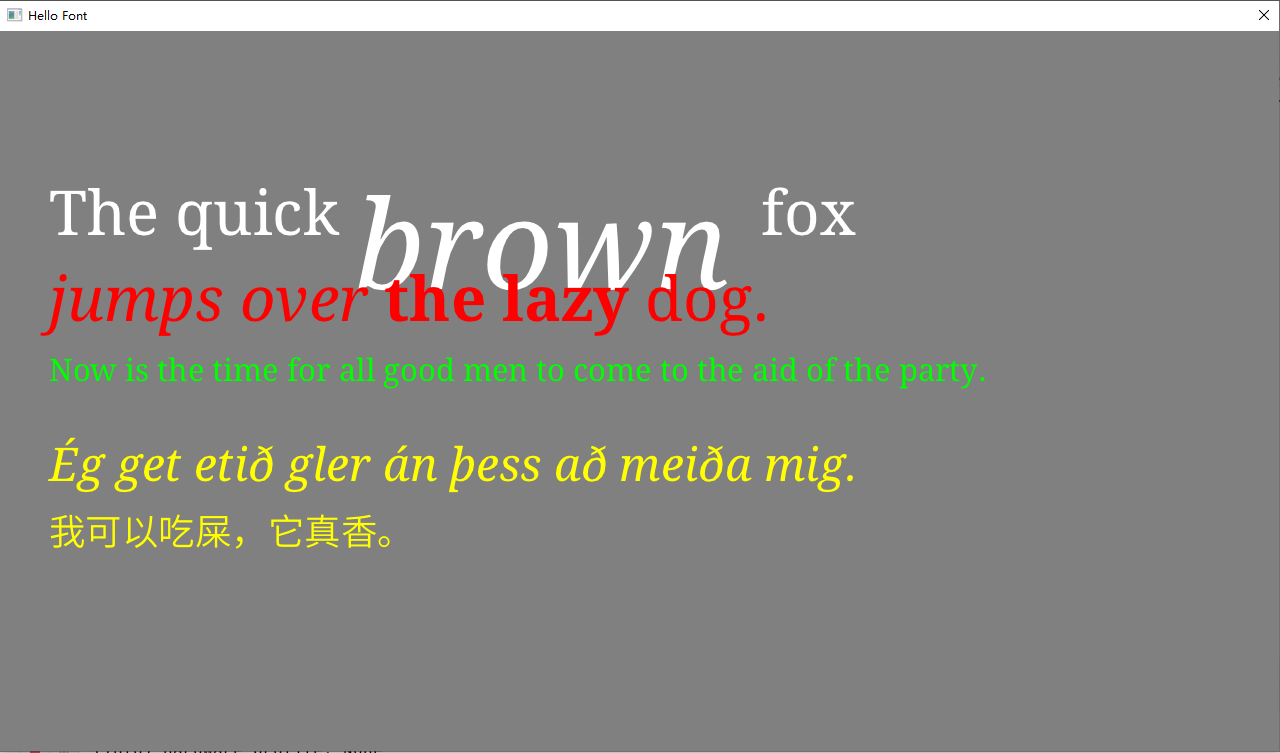 Hello Font
The quick brown fox
jumps over the lazy dog.
Now is the time for all good men to come to the aid of the party.
Ég get etið gler án þess að meiða mig.
我可以吃屎，它真香。